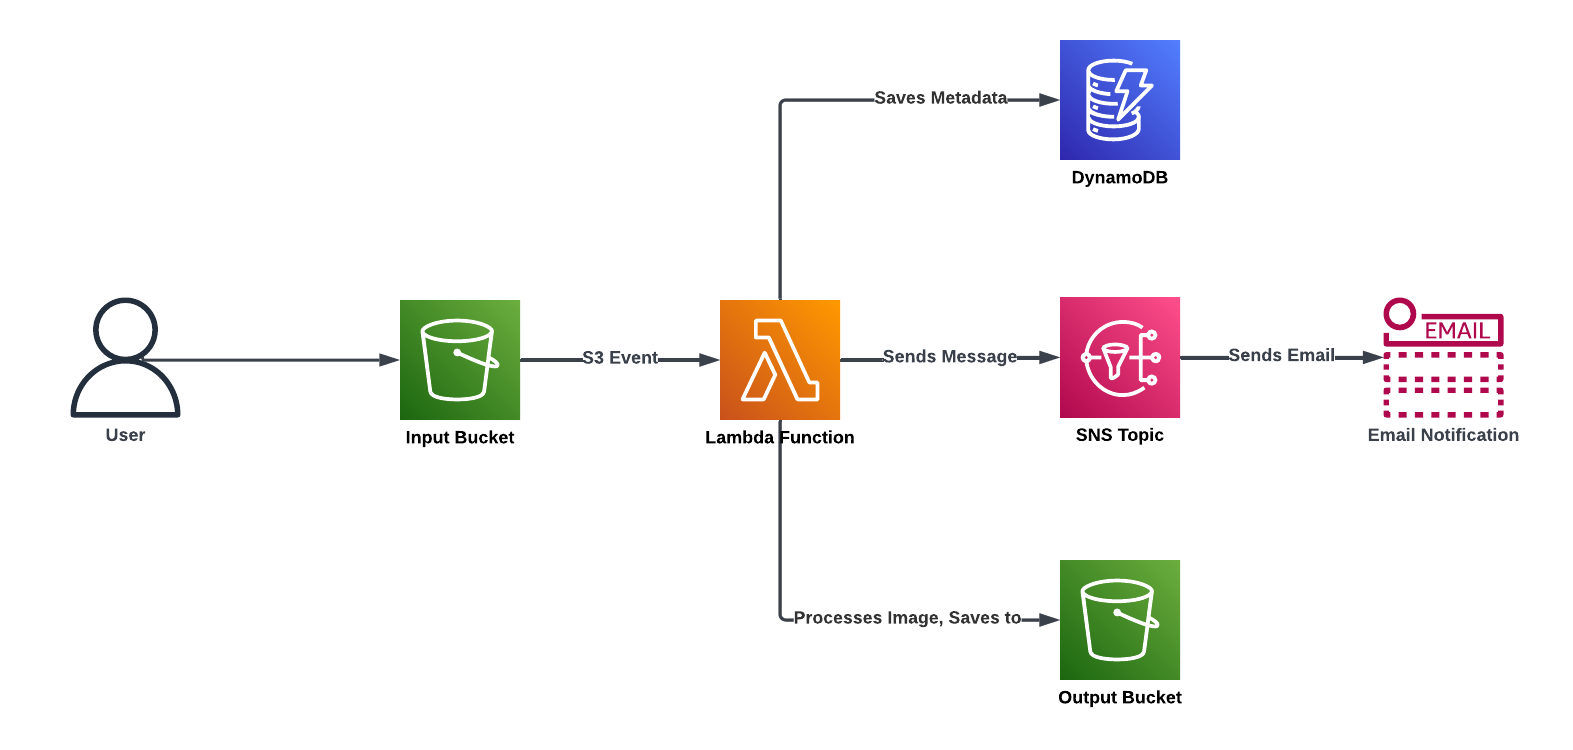 Saves Metadata
DynamoDB
User
Input Bucket
S3 Event
Lambda Function
Sends Message
SNS Topic
Sends Email
EMAIL
Email Notification
Processes Image, Saves to
Output Bucket